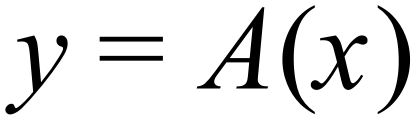 y = A(x)